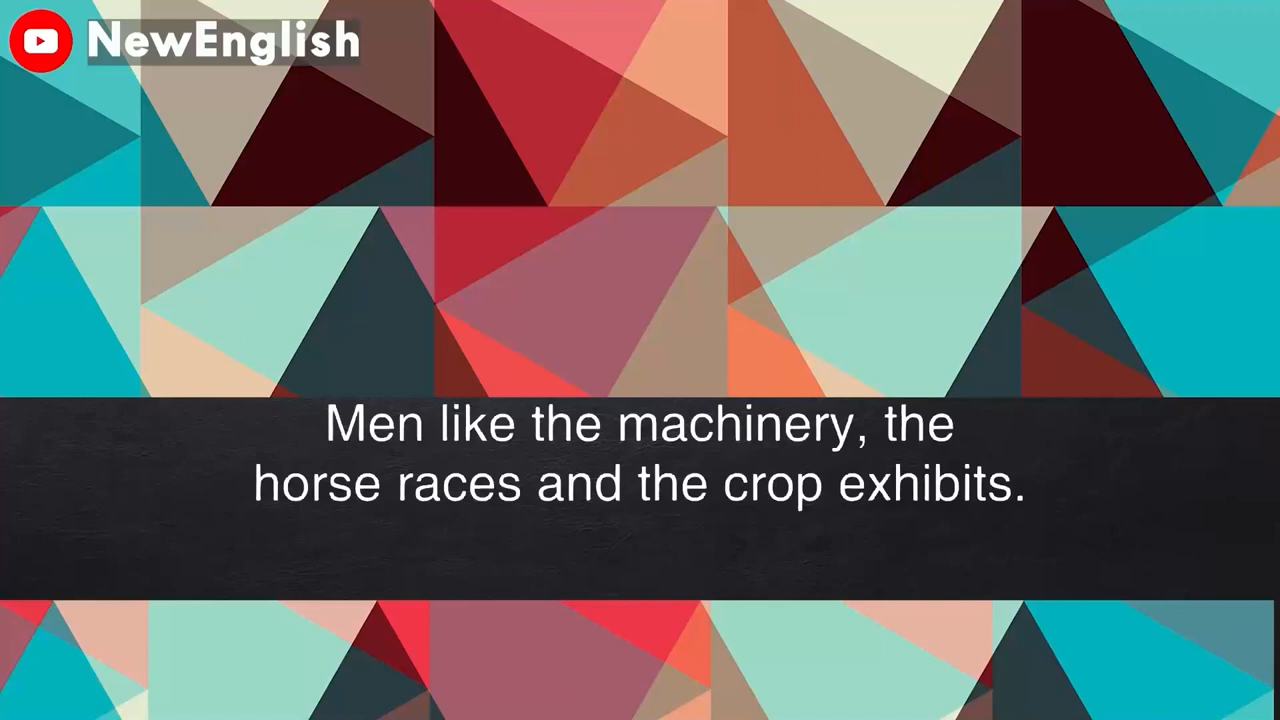 NewEnglish
Men like the machinery, the
horse races and the crop exhibits.